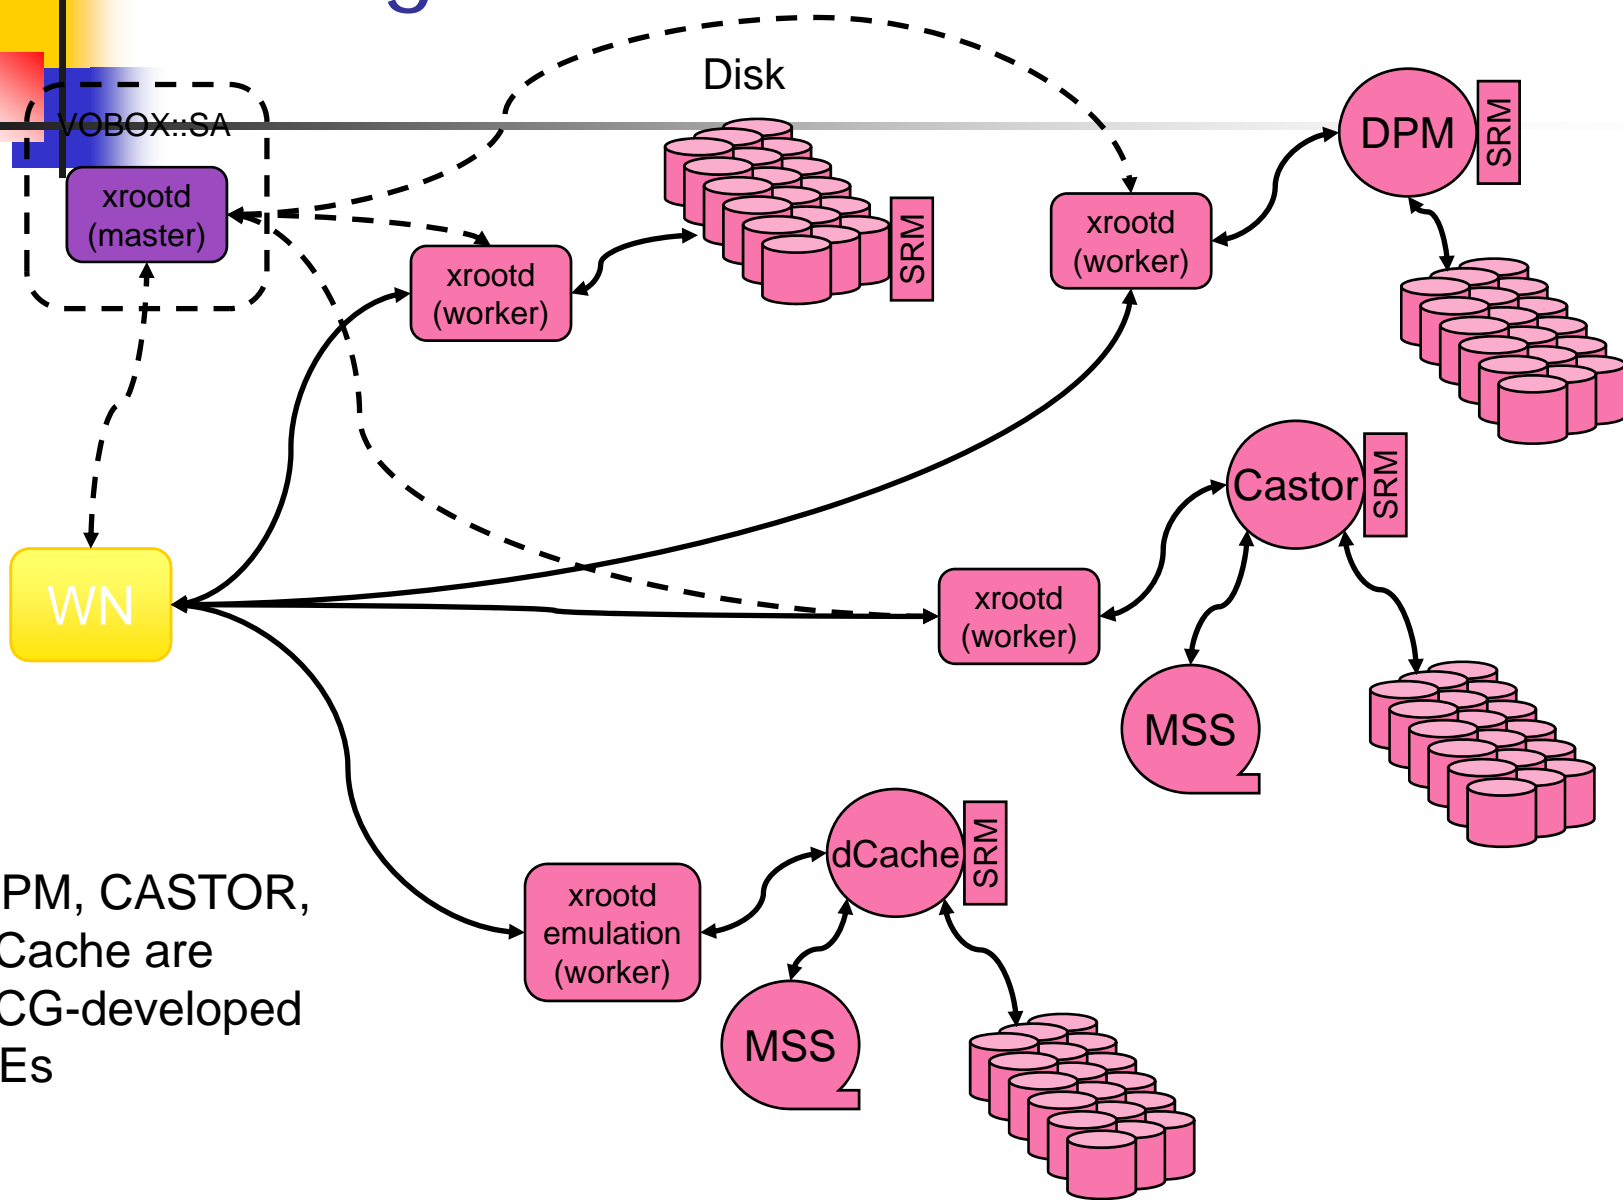 g
Disk
VOBOX::SA
xrootd
(master)
xrootd
(worker)
SRM
xrootd
(worker)
DPM
SRM
Castor
SRM
WN
xrootd
(worker)
MSS
dCache
SRM
xrootd
emulation
(worker)
MSS
PM, CASTOR,
Cache are
CG-developed
Es